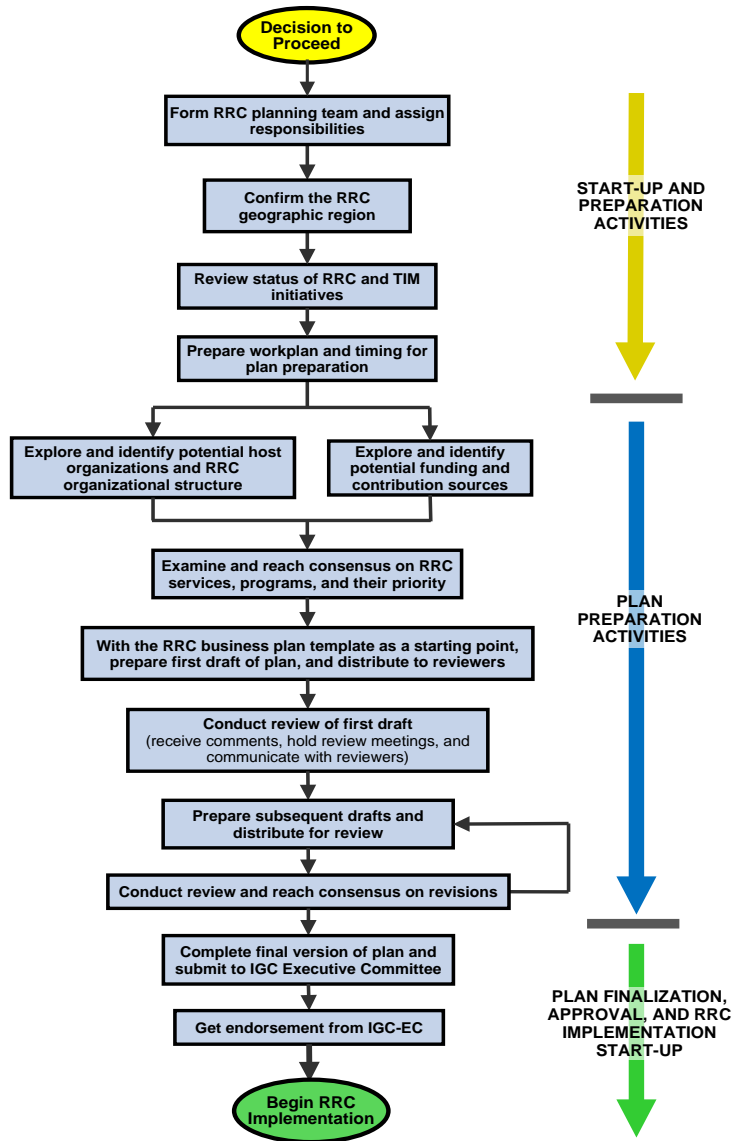 Decision to
Proceed
Form RRC planning team and assign
responsibilities
Confirm the RRC
geographic region
START-UP AND
PREPARATION
ACTIVITIES
Review status of RRC and TIM
initiatives
Prepare workplan and timing for
plan preparation
Explore and identify potential host
organizations and RRC
organizational structure
Explore and identify
potential funding and
contribution sources
Examine and reach consensus on RRC
services, programs, and their priority
PLAN
PREPARATION
ACTIVITIES
With the RRC business plan template as a starting point,
prepare first draft of plan, and distribute to reviewers
Conduct review of first draft
(receive comments, hold review meetings, and
communicate with reviewers)
Prepare subsequent drafts and
distribute for review
Conduct review and reach consensus on revisions
Complete final version of plan and
submit to IGC Executive Committee
Get endorsement from IGC-EC
PLAN FINALIZATION,
APPROVAL, AND RRC
IMPLEMENTATION
START-UP
Begin RRC
Implementation